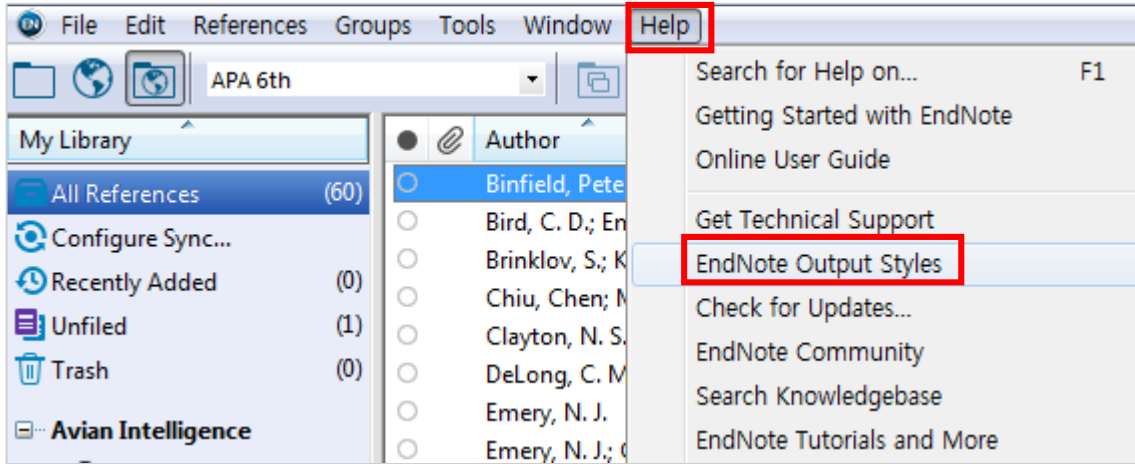 EN File Edit References Groups Tools Window Help
APA 6th
My Library
All References (60)
Configure Sync...
Recently Added (0)
Unfiled (1)
Trash (0)
Avian Intelligence
Author
Binfield, Pete
Bird, C. D.; Em
Brinklov, S.; K
Chiu, Chen;
Clayton, N. S.
DeLong, C. M
Emery, N. J.
Emery, N. J.;
Search for Help on... F1
Getting Started with EndNote
Online User Guide
Get Technical Support
EndNote Output Styles
Check for Updates...
EndNote Community
Search Knowledgebase
EndNote Tutorials and More